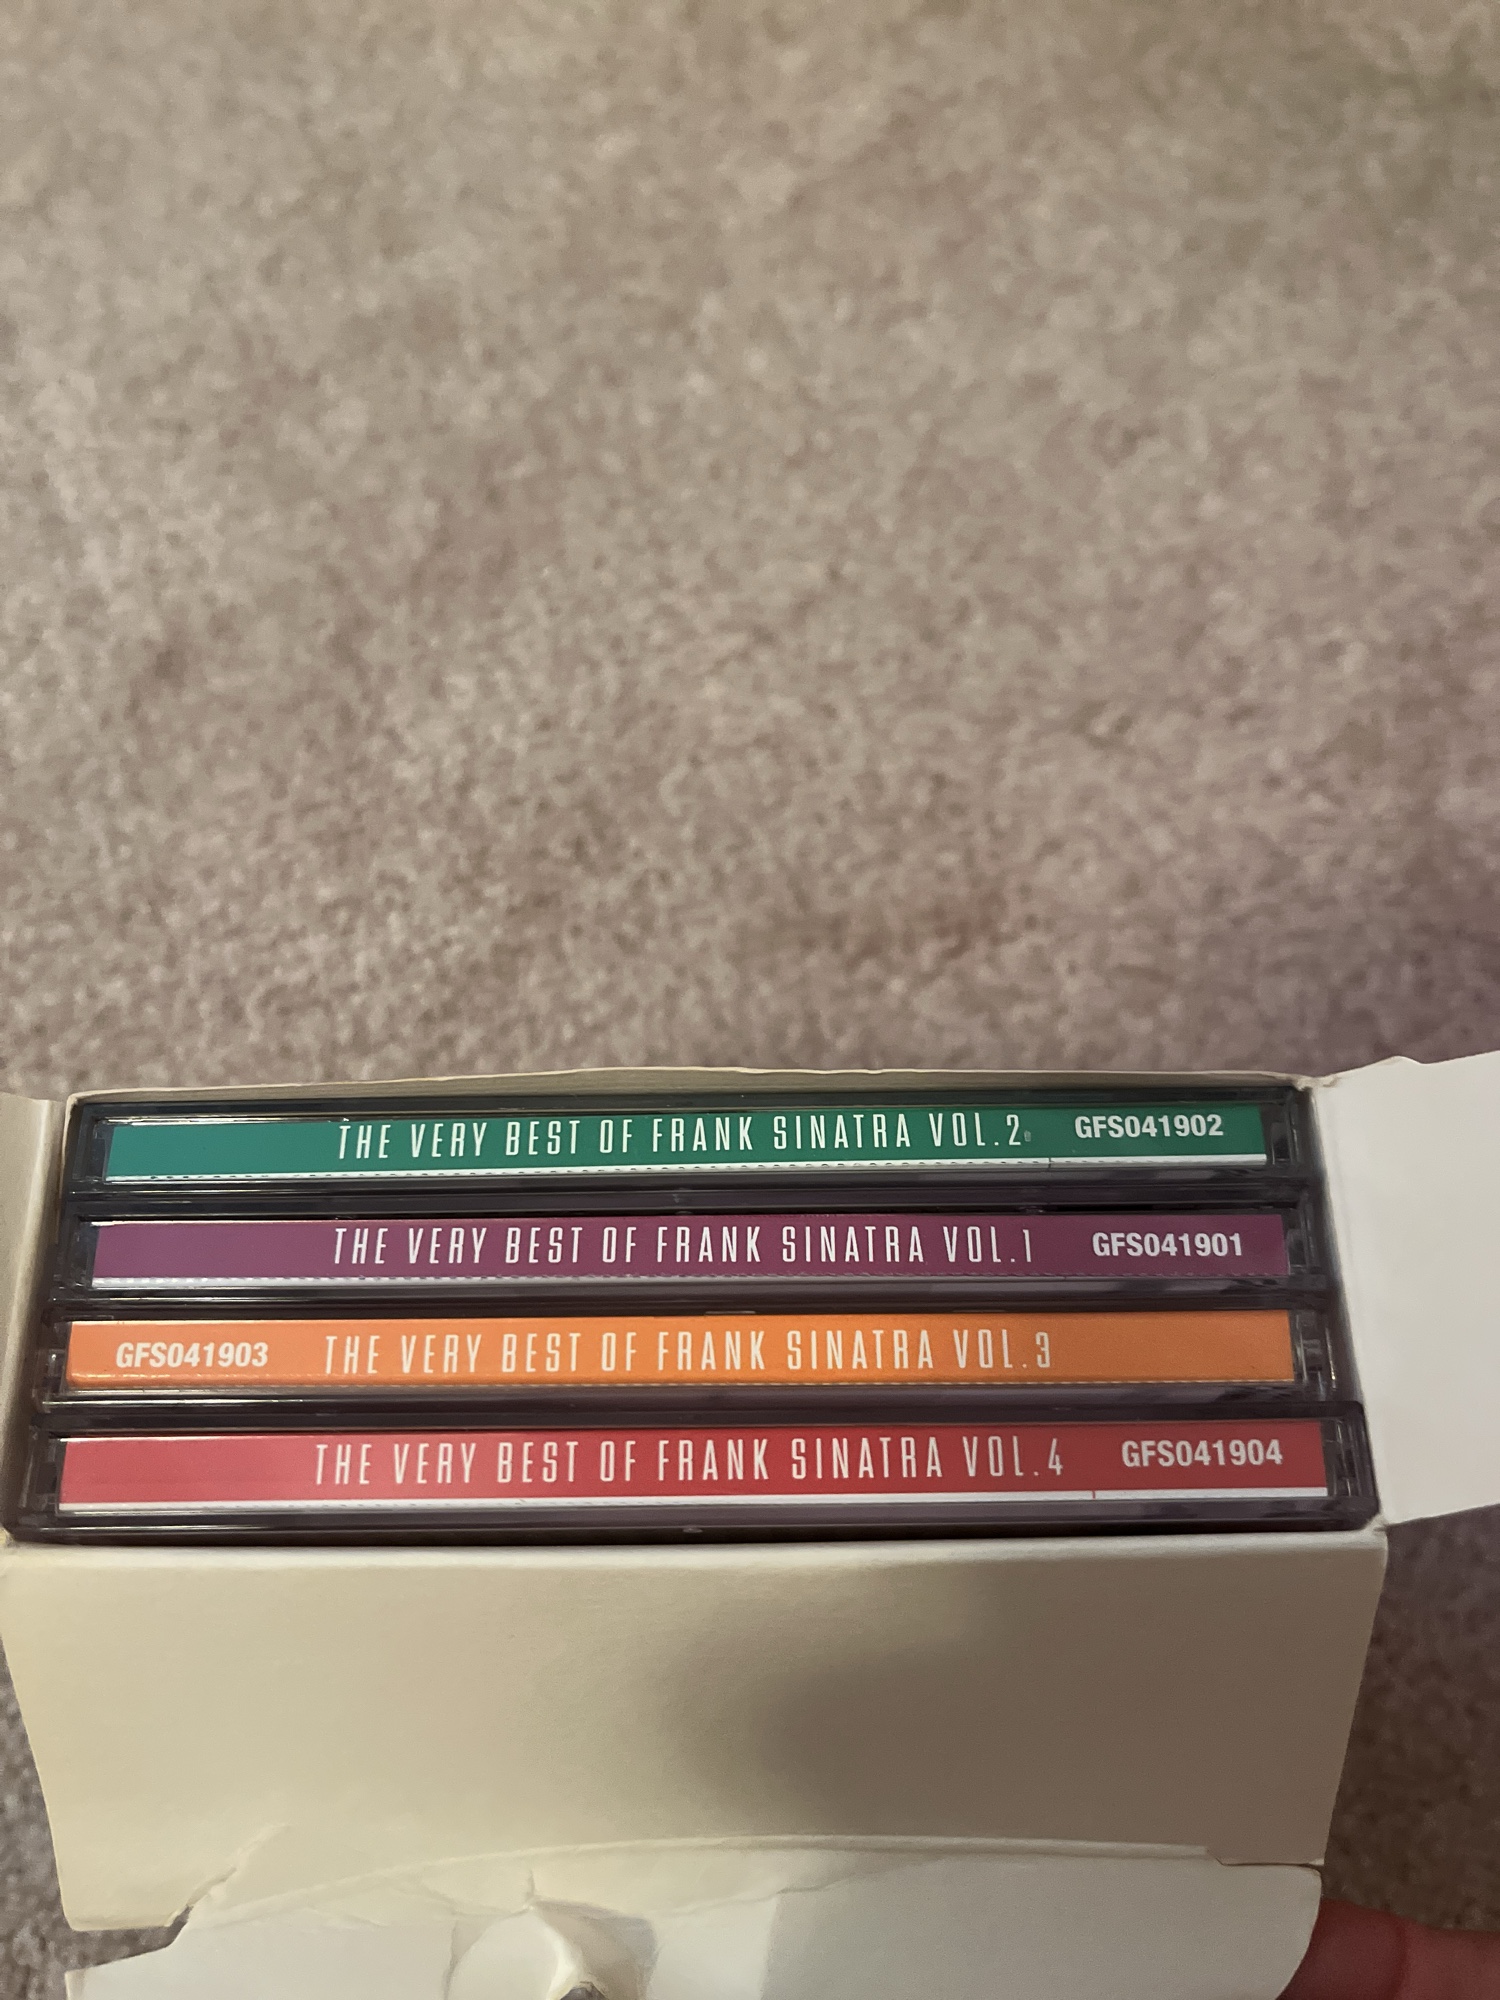 THE VERY BEST OF FRANK SINATRA VOL.2 GFS041902
THE VERY BEST OF FRANK SINATRA VOL.1 GFS041901
GFS041903 THE VERY BEST OF FRANK SINATRA VOL.3
THE VERY BEST OF FRANK SINATRA VOL.4 GFS041904